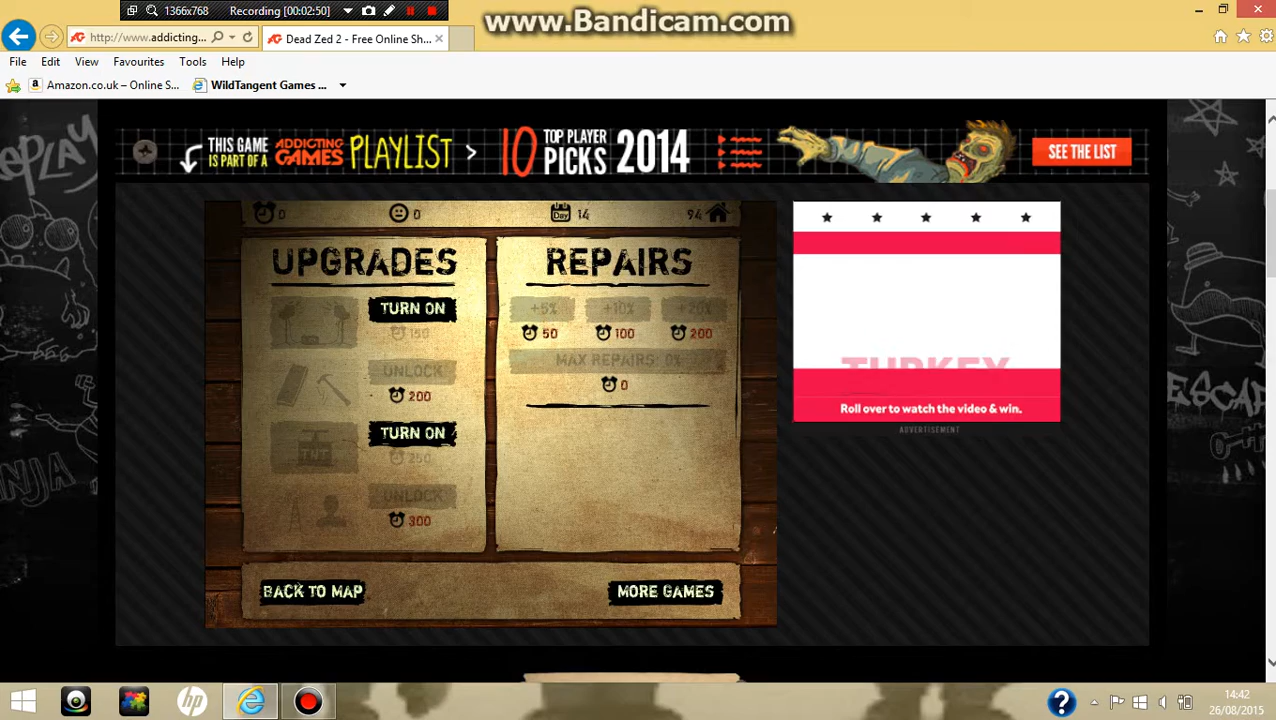 1366x768 Recording [00:02:50]
www.Bandicam.com
http://www.addicting...
Dead Zed 2 - Free Online Sh...
File Edit View Favourites Tools Help
Amazon.co.uk – Online S...
WildTangent Games ...
THIS GAME
IS PART OF A
ADDICTING
GAMES
PLAYLIST
10
TOP PLAYER
PICKS
2014
SEE THE LIST
0 0 Day 14 94
UPGRADES
TURN ON
150
UNLOCK
200
TNT
TURN ON
250
UNLOCK
300
REPAIRS
+5% +10% +20%
50 100 200
MAX REPAIRS: 0%
0
BACK TO MAP
MORE GAMES
TURKEY
Roll over to watch the video & win.
ADVERTISEMENT
hp
14:42
26/08/2015